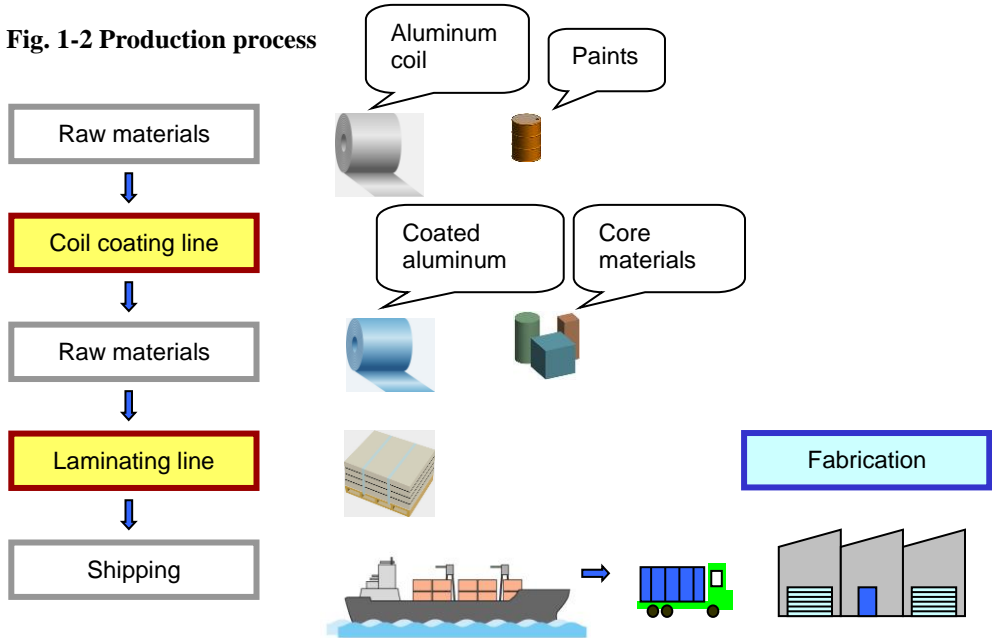 Fig. 1-2 Production process
Aluminum
coil
Paints
Raw materials
Coil coating line
Coated
aluminum
Core
materials
Raw materials
Laminating line
Fabrication
Shipping